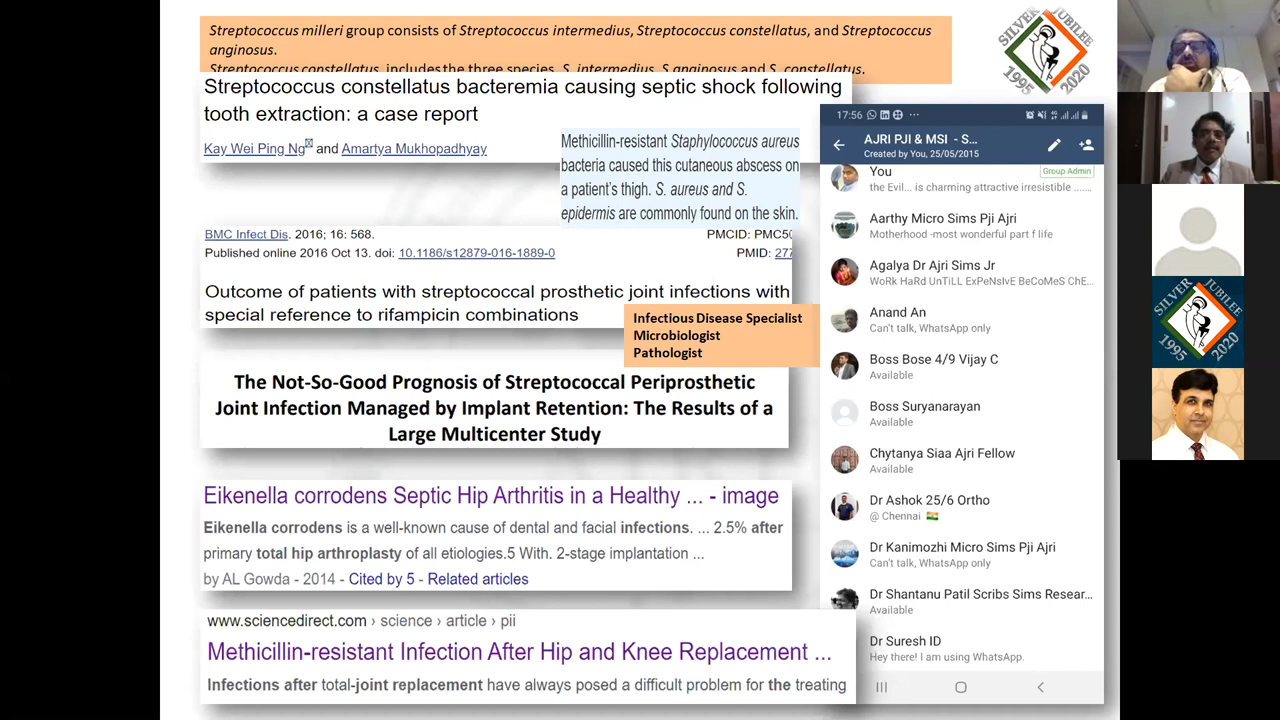 Streptococcus milleri group consists of Streptococcus intermedius, Streptococcus constellatus, and Streptococcus
anginosus.
Streptococcus constellatus, includes the three species, S. intermedius, S anginosus and S. constellatus.
Streptococcus constellatus bacteremia causing septic shock following
tooth extraction: a case report
Kay Wei Ping Ng and Amartya Mukhopadhyay
Methicillin-resistant Staphylococcus aureus
bacteria caused this cutaneous abscess on
a patient's thigh. S. aureus and S.
epidermis are commonly found on the skin.
BMC Infect Dis. 2016; 16: 568.
PMCID: PMC50
Published online 2016 Oct 13. doi: 10.1186/s12879-016-1889-0
PMID: 277
Outcome of patients with streptococcal prosthetic joint infections with
special reference to rifampicin combinations
Infectious Disease Specialist
Microbiologist
Pathologist
The Not-So-Good Prognosis of Streptococcal Periprosthetic
Joint Infection Managed by Implant Retention: The Results of a
Large Multicenter Study
Eikenella corrodens Septic Hip Arthritis in a Healthy ... - image
Eikenella corrodens is a well-known cause of dental and facial infections. ... 2.5% after
primary total hip arthroplasty of all etiologies.5 With. 2-stage implantation ...
by AL Gowda - 2014 - Cited by 5 - Related articles
www.sciencedirect.com › science › article › pii
Methicillin-resistant Infection After Hip and Knee Replacement ...
Infections after total-joint replacement have always posed a difficult problem for the treating
17:56
AJRI PJI & MSI - S...
Created by You, 25/05/2015
You
Group Admin
the Evil... is charming attractive irresistible ......
Aarthy Micro Sims Pji Ajri
Motherhood -most wonderful part f life
Agalya Dr Ajri Sims Jr
WoRk HaRd UnTiLL ExPeNsIvE BeCoMeS ChE...
Anand An
Can't talk, WhatsApp only
Boss Bose 4/9 Vijay C
Available
Boss Suryanarayan
Available
Chytanya Siaa Ajri Fellow
Available
Dr Ashok 25/6 Ortho
@ Chennai
Dr Kanimozhi Micro Sims Pji Ajri
Can't talk, WhatsApp only
Dr Shantanu Patil Scribs Sims Resear...
Available
Dr Suresh ID
Hey there! I am using WhatsApp.
SILVER JUBILEE
1995 2020
SILVER JUBILEE
1995 2020